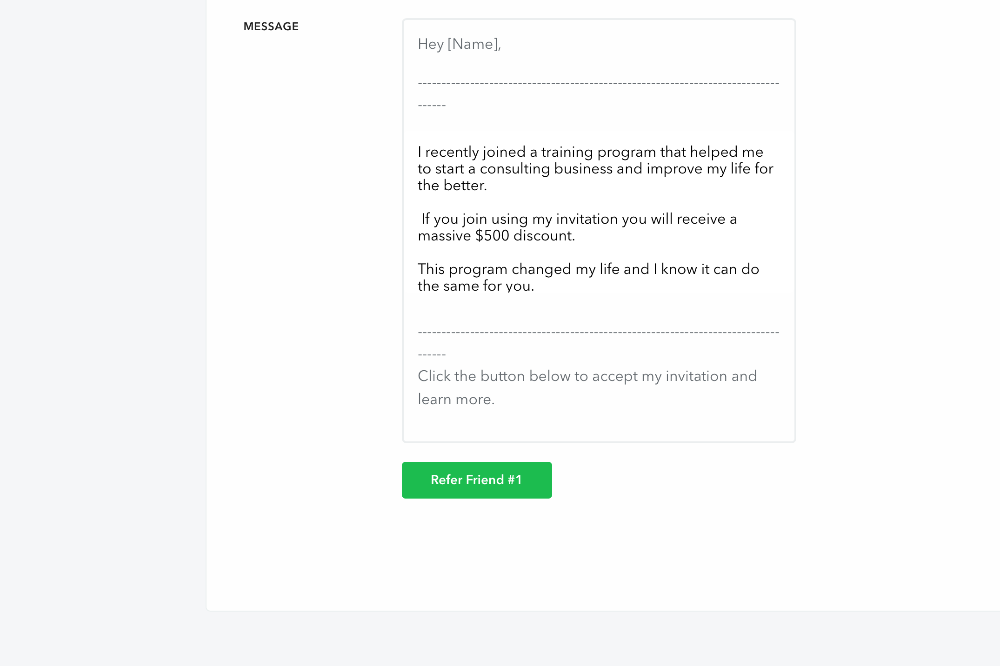 MESSAGE
Hey [Name],
----------------------------------------------------------------------------
------
I recently joined a training program that helped me
to start a consulting business and improve my life for
the better.
If you join using my invitation you will receive a
massive $500 discount.
This program changed my life and I know it can do
the same for you.
----------------------------------------------------------------------------
------
Click the button below to accept my invitation and
learn more.
Refer Friend #1